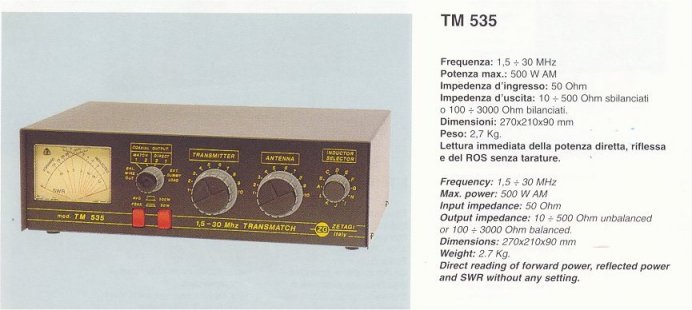 TM 535
Frequenza: 1,5 ÷ 30 MHz
Potenza max.: 500 W AM
Impedenza d'ingresso: 50 Ohm
Impedenza d'uscita: 10 ÷ 500 Ohm sbilanciati
o 100 ÷ 3000 Ohm bilanciati.
Dimensioni: 270x210x90 mm
Peso: 2,7 Kg.
Lettura immediata della potenza diretta, riflessa
e del ROS senza tarature.
Frequency: 1,5 ÷ 30 MHz
Max. power: 500 W AM
Input impedance: 50 Ohm
Output impedance: 10 ÷ 500 Ohm unbalanced
or 100 ÷ 3000 Ohm balanced.
Dimensions: 270x210x90 mm
Weight: 2.7 Kg.
Direct reading of forward power, reflected power
and SWR without any setting.
COAXIAL OUTPUT
MATCH DIRECT
TRANSMITTER
ANTENNA
INDUCTOR
SELECTOR
SWR
mod. TM 535
1,5-30 Mhz TRANSMATCH
ZG ZETAGI
Italy